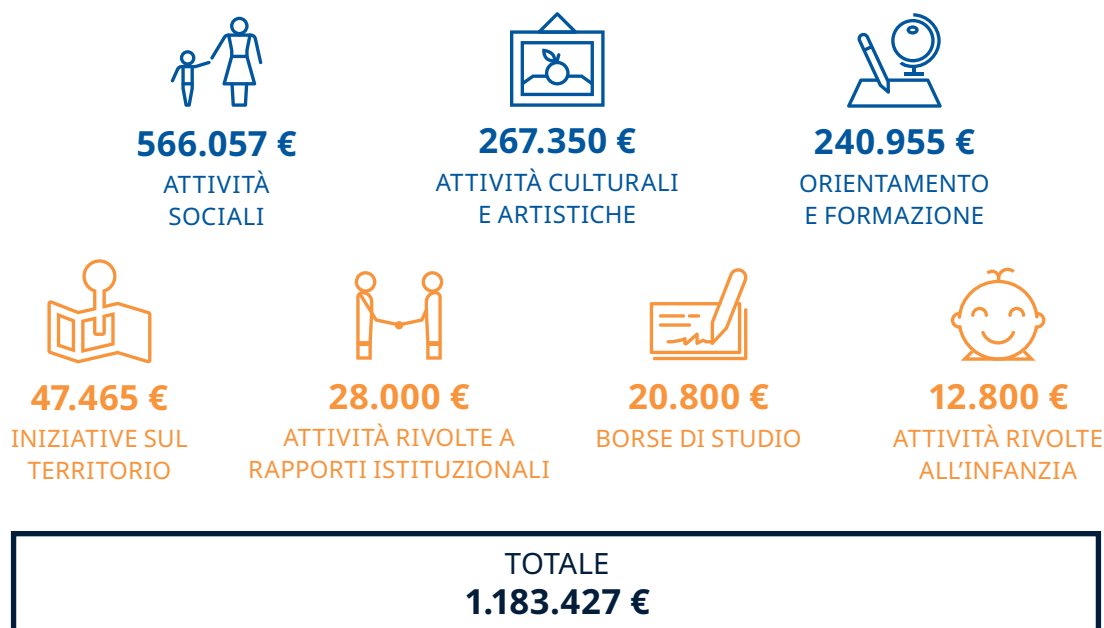 566.057 €
ATTIVITÀ
SOCIALI
267.350 €
ATTIVITÀ CULTURALI
E ARTISTICHE
240.955 €
ORIENTAMENTO
E FORMAZIONE
47.465 €
INIZIATIVE SUL
TERRITORIO
28.000 €
ATTIVITÀ RIVOLTE A
RAPPORTI ISTITUZIONALI
20.800 €
BORSE DI STUDIO
12.800 €
ATTIVITÀ RIVOLTE
ALL’INFANZIA
TOTALE
1.183.427 €